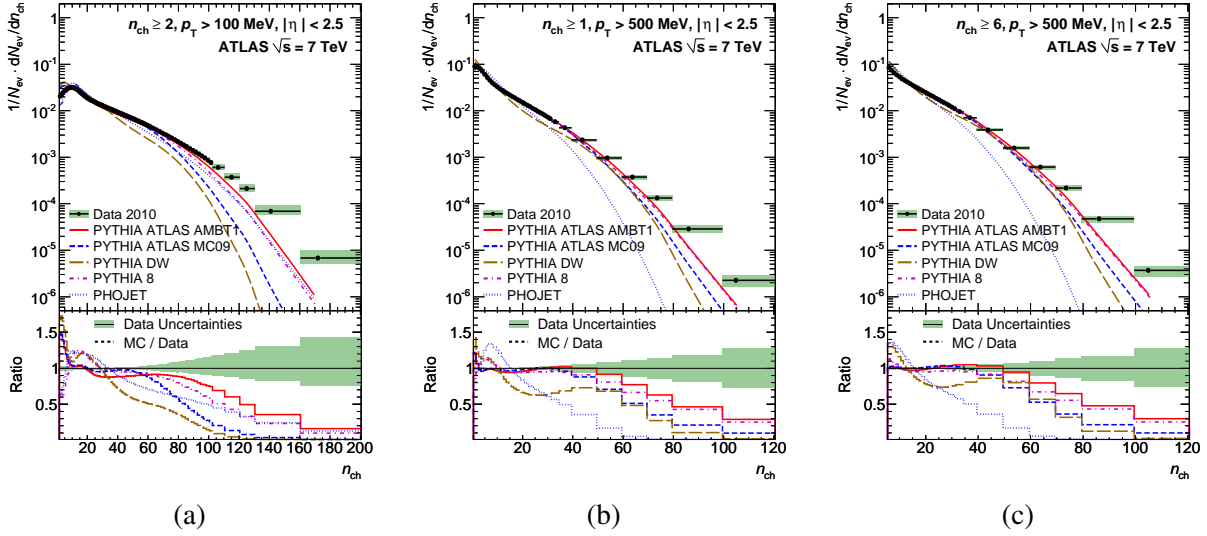 n_ch ≥ 2, p_T > 100 MeV, |η| < 2.5
ATLAS √s = 7 TeV
1/N_ev · dN_ev/dn_ch
10^-1
10^-2
10^-3
10^-4
10^-5
10^-6
Data 2010
PYTHIA ATLAS AMBT1
PYTHIA ATLAS MC09
PYTHIA DW
PYTHIA 8
PHOJET
1
Ratio
1.5
1
0.5
Data Uncertainties
MC / Data
20 40 60 80 100 120 140 160 180 200
n_ch
(a)
n_ch ≥ 1, p_T > 500 MeV, |η| < 2.5
ATLAS √s = 7 TeV
1/N_ev · dN_ev/dn_ch
1
10^-1
10^-2
10^-3
10^-4
10^-5
10^-6
Data 2010
PYTHIA ATLAS AMBT1
PYTHIA ATLAS MC09
PYTHIA DW
PYTHIA 8
PHOJET
Ratio
1.5
1
0.5
Data Uncertainties
MC / Data
20 40 60 80 100 120
n_ch
(b)
n_ch ≥ 6, p_T > 500 MeV, |η| < 2.5
ATLAS √s = 7 TeV
1/N_ev · dN_ev/dn_ch
1
10^-1
10^-2
10^-3
10^-4
10^-5
10^-6
Data 2010
PYTHIA ATLAS AMBT1
PYTHIA ATLAS MC09
PYTHIA DW
PYTHIA 8
PHOJET
Ratio
1.5
1
0.5
Data Uncertainties
MC / Data
20 40 60 80 100 120
n_ch
(c)